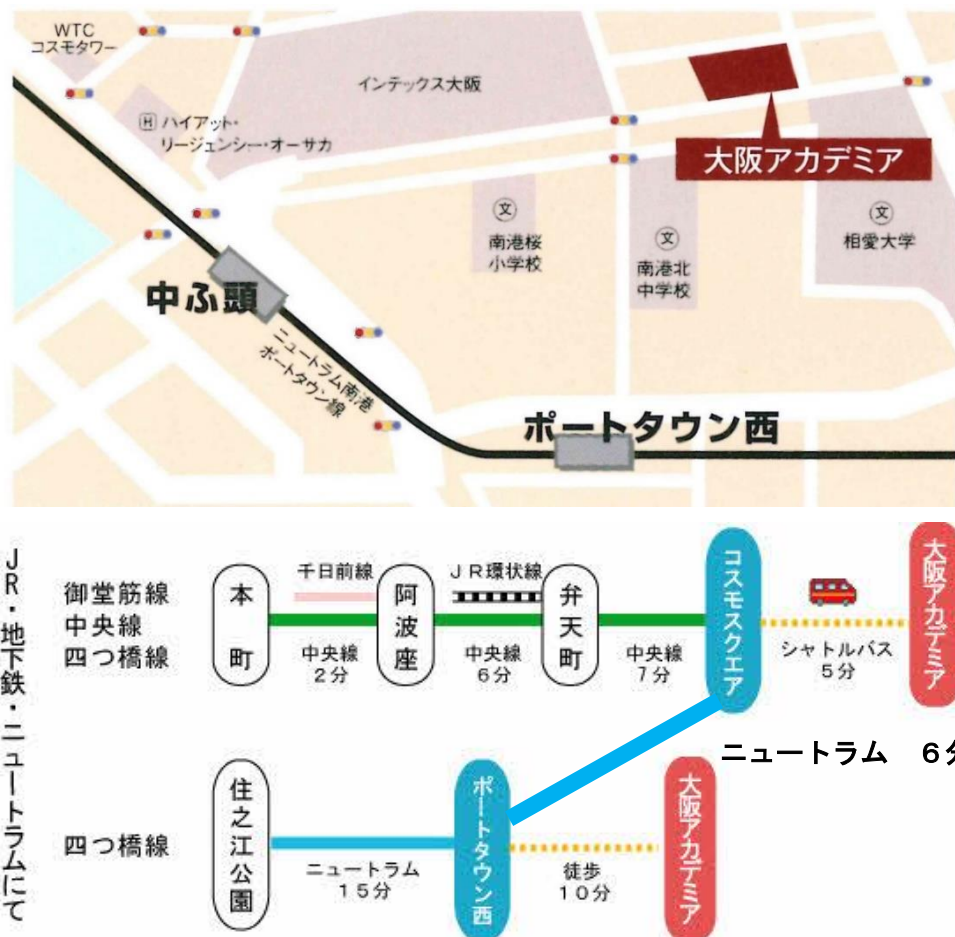 WTC
コスモタワー
インテックス大阪
H ハイアット・
リージェンシー・オーサカ
大阪アカデミア
文
南港桜
小学校
文
南港北
中学校
文
相愛大学
中ふ頭
ニュートラム南港
ポートタウン線
ポートタウン西
JR・地下鉄・ニュートラムにて
御堂筋線
中央線
四つ橋線
本町
千日前線
中央線
2分
阿波座
JR環状線
中央線
6分
弁天町
中央線
7分
コスモスクエア
シャトルバス
5分
大阪アカデミア
ニュートラム 6分
四つ橋線
住之江公園
ニュートラム
15分
ポートタウン西
徒歩
10分
大阪アカデミア